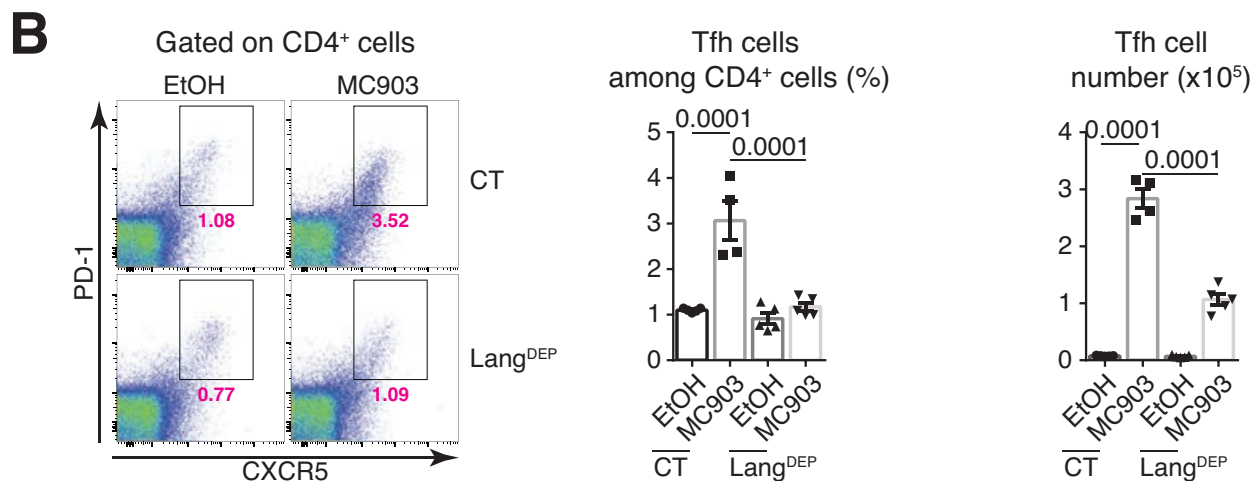 B
Gated on CD4⁺ cells
EtOH MC903
1.08 3.52 CT
0.77 1.09 Lang^DEP
PD-1
CXCR5
Tfh cells
among CD4⁺ cells (%)
0.0001
0.0001
5
4
3
2
1
0
EtOH MC903 EtOH MC903
CT Lang^DEP
Tfh cell
number (x10⁵)
0.0001
0.0001
4
3
2
1
0
EtOH MC903 EtOH MC903
CT Lang^DEP